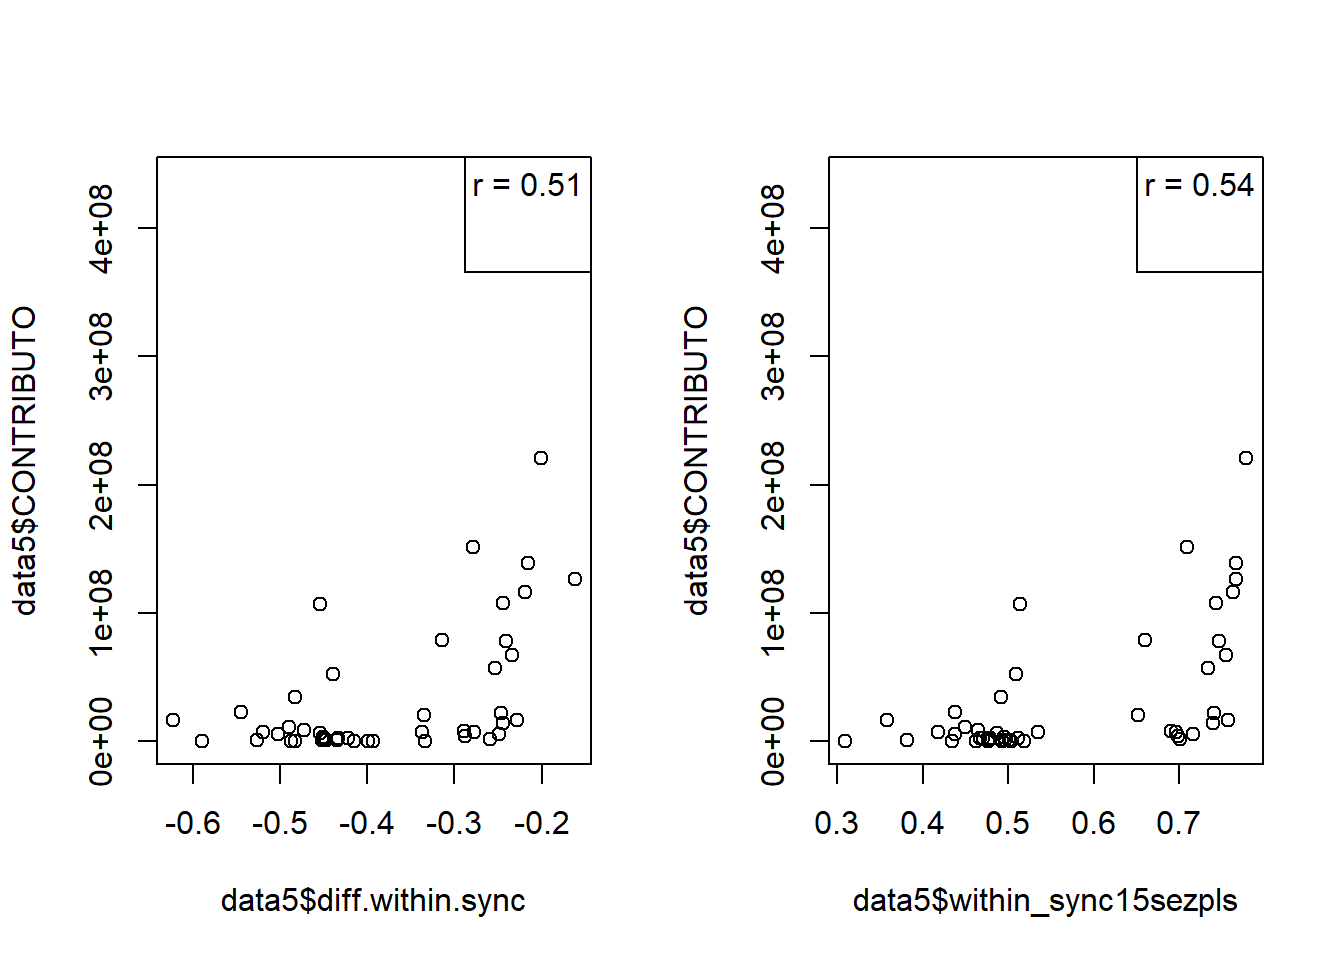 r = 0.51
data5$CONTRIBUTO
4e+08
3e+08
2e+08
1e+08
0e+00
-0.6 -0.5 -0.4 -0.3 -0.2
data5$diff.within.sync
r = 0.54
data5$CONTRIBUTO
4e+08
3e+08
2e+08
1e+08
0e+00
0.3 0.4 0.5 0.6 0.7
data5$within_sync15sezpls